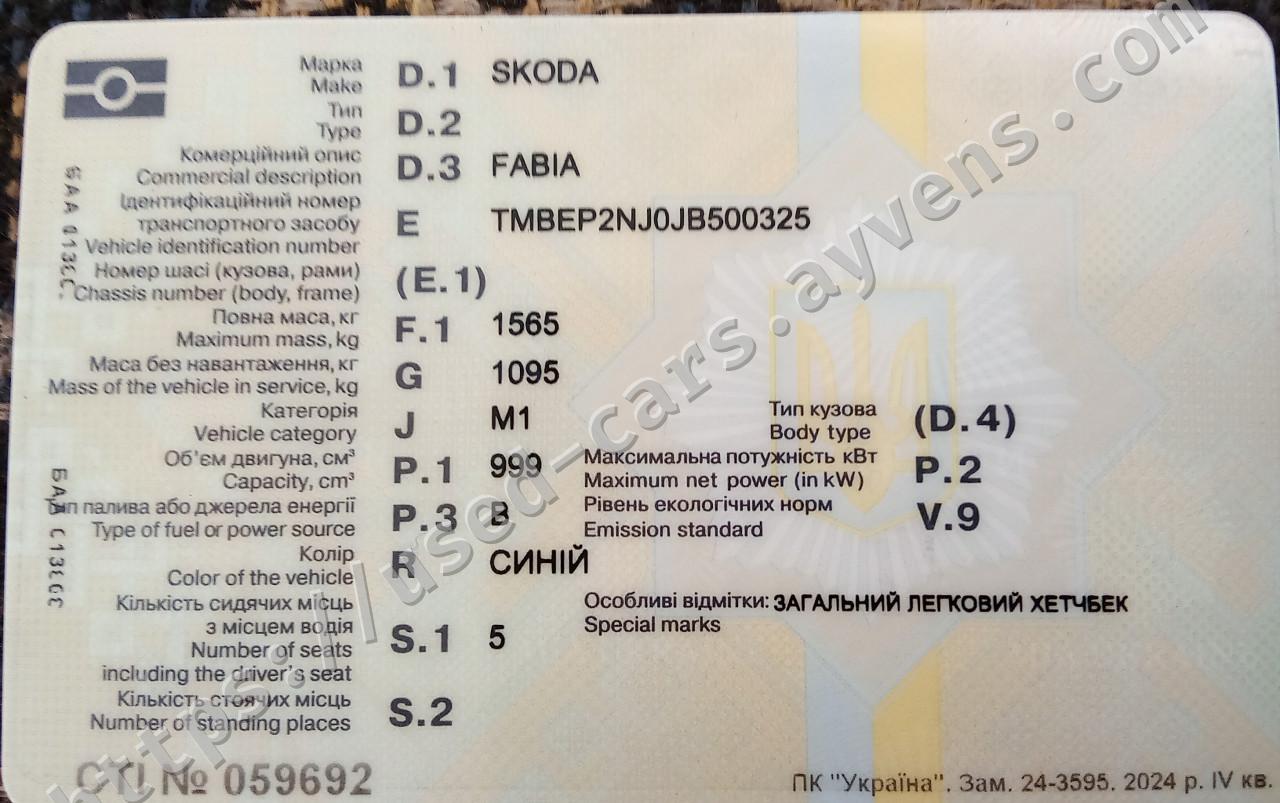 Марка
Make D.1 SKODA
Тип
Type D.2
Комерційний опис
Commercial description D.3 FABIA
Ідентифікаційний номер
транспортного засобу
Vehicle identification number E TMBEP2NJ0JB500325
Номер шасі (кузова, рами)
Chassis number (body, frame) (E.1)
Повна маса, кг
Maximum mass, kg F.1 1565
Маса без навантаження, кг
Mass of the vehicle in service, kg G 1095
Категорія
Vehicle category J M1
Тип кузова
Body type (D.4)
Об'єм двигуна, см³
Capacity, cm³ P.1 999
Максимальна потужність кВт
Maximum net power (in kW) P.2
палива або джерела енергії
Type of fuel or power source P.3 B
Рівень екологічних норм
Emission standard V.9
Колір
Color of the vehicle R СИНІЙ
Кількість сидячих місць
з місцем водія
Number of seats
including the driver's seat S.1 5
Особливі відмітки: ЗАГАЛЬНИЙ ЛЕГКОВИЙ ХЕТЧБЕК
Special marks
Кількість стоячих місць
Number of standing places S.2
СТІ № 059692
ПК "Україна". Зам. 24-3595. 2024 р. IV кв.
https://used-cars.ayvens.com